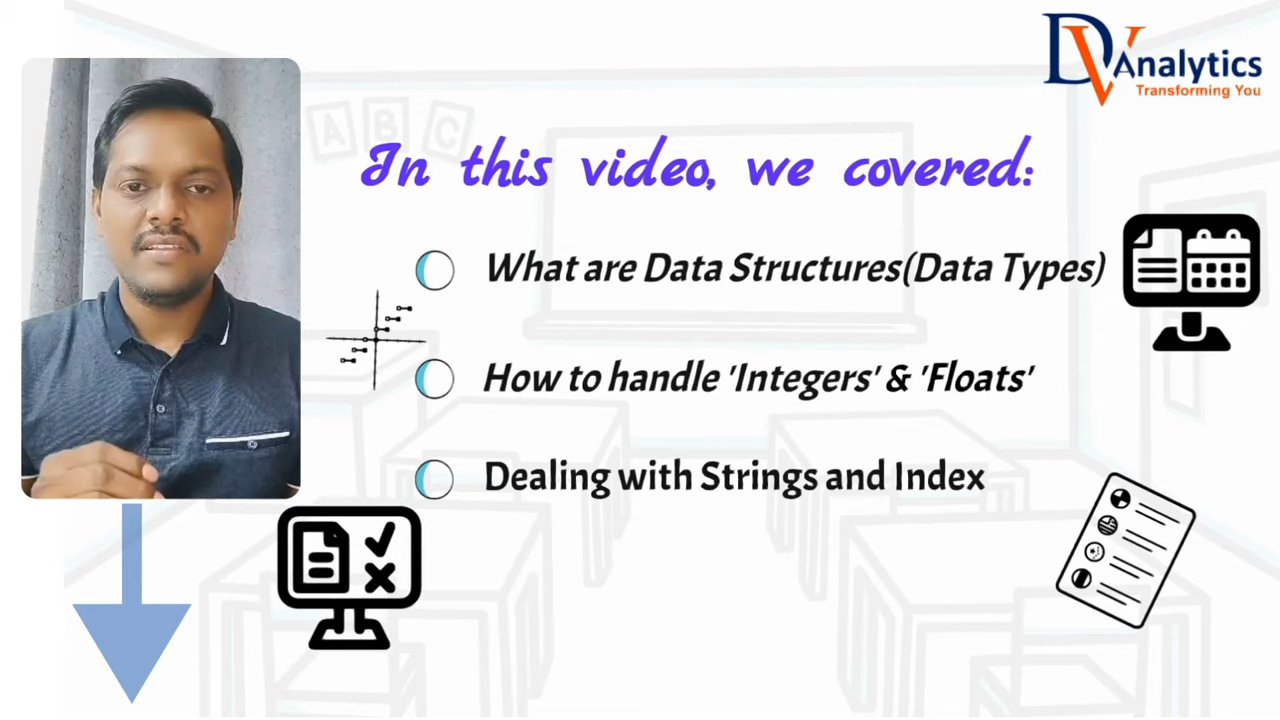 DV Analytics
Transforming You
A B C
In this video, we covered:
What are Data Structures(Data Types)
How to handle 'Integers' & 'Floats'
Dealing with Strings and Index